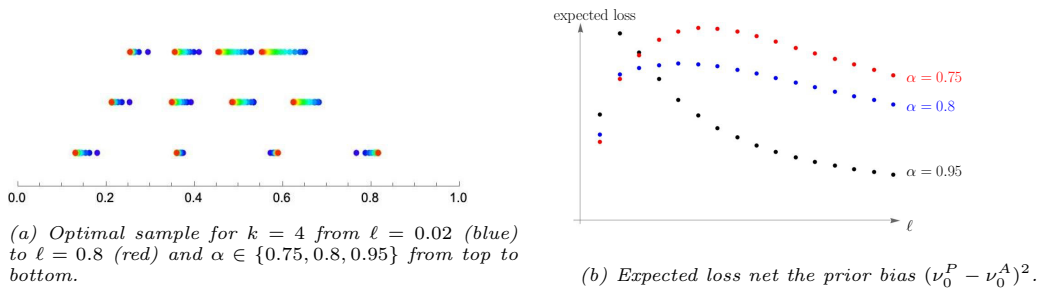 0.0 0.2 0.4 0.6 0.8 1.0
(a) Optimal sample for k = 4 from ℓ = 0.02 (blue)
to ℓ = 0.8 (red) and α ∈ {0.75, 0.8, 0.95} from top to
bottom.
expected loss
α = 0.75
α = 0.8
α = 0.95
ℓ
(b) Expected loss net the prior bias (ν₀ᴾ − ν₀ᴬ)².